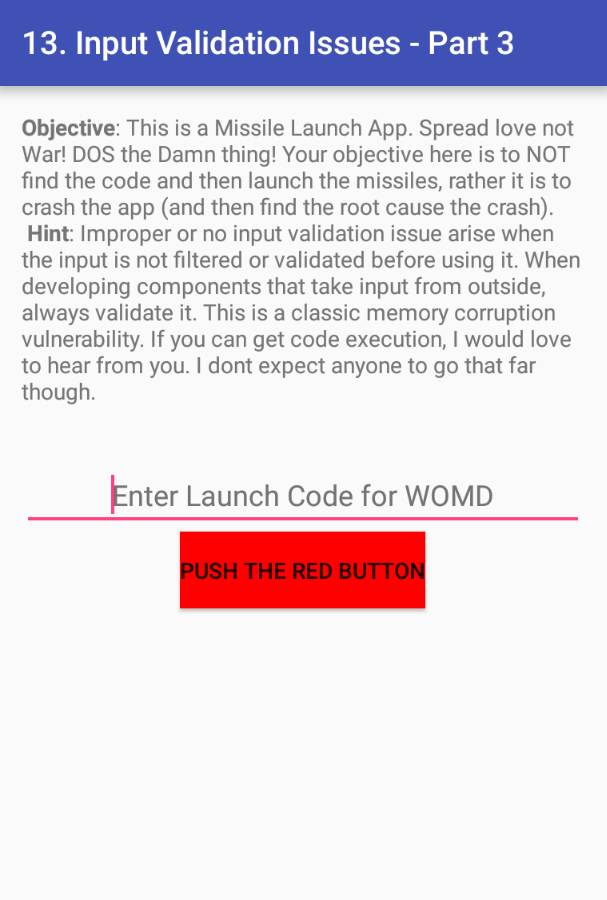 13. Input Validation Issues - Part 3
Objective: This is a Missile Launch App. Spread love not
War! DOS the Damn thing! Your objective here is to NOT
find the code and then launch the missiles, rather it is to
crash the app (and then find the root cause the crash).
Hint: Improper or no input validation issue arise when
the input is not filtered or validated before using it. When
developing components that take input from outside,
always validate it. This is a classic memory corruption
vulnerability. If you can get code execution, I would love
to hear from you. I dont expect anyone to go that far
though.
Enter Launch Code for WOMD
PUSH THE RED BUTTON